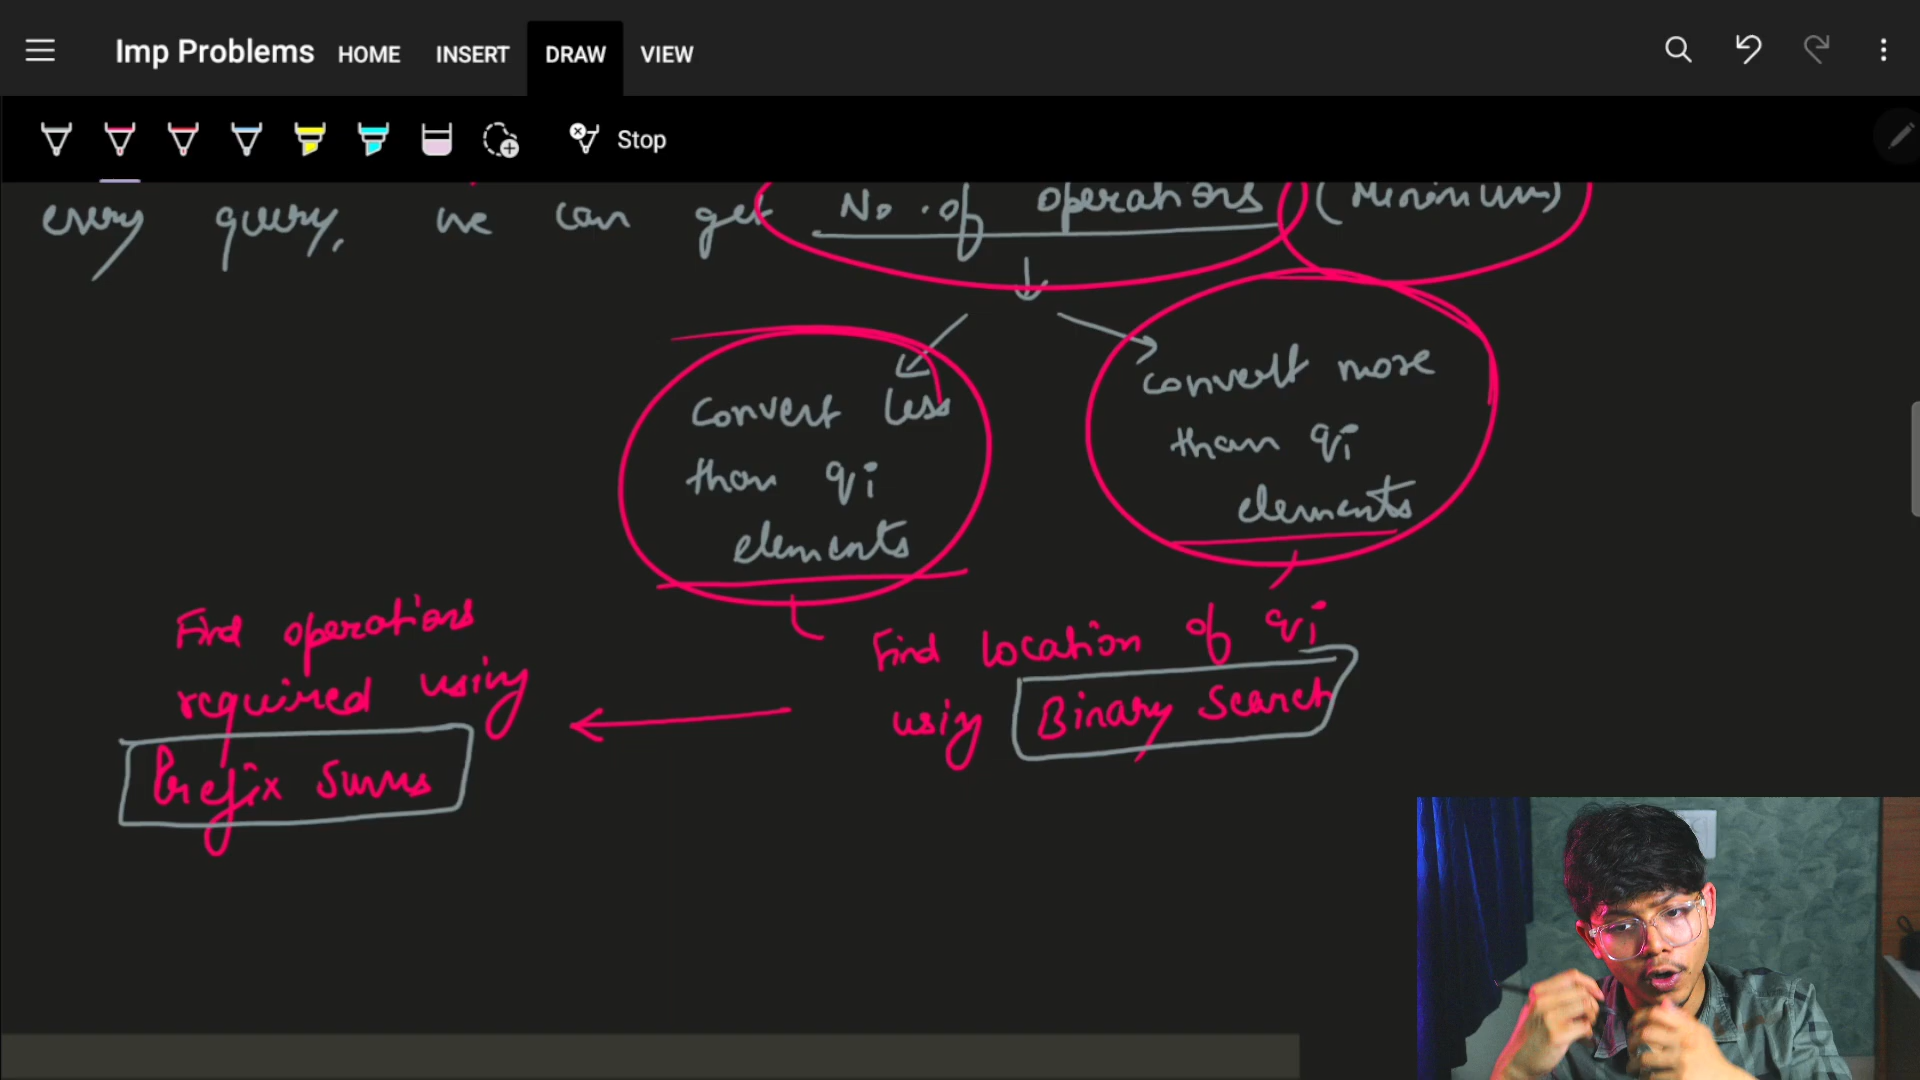 Imp Problems HOME INSERT DRAW VIEW
Stop
every query, we can get No. of operations (Minimum)
convert less
than qi
elements
convert more
than qi
elements
Find operations
required using
Prefix Sums
Find location of qi
using Binary Search